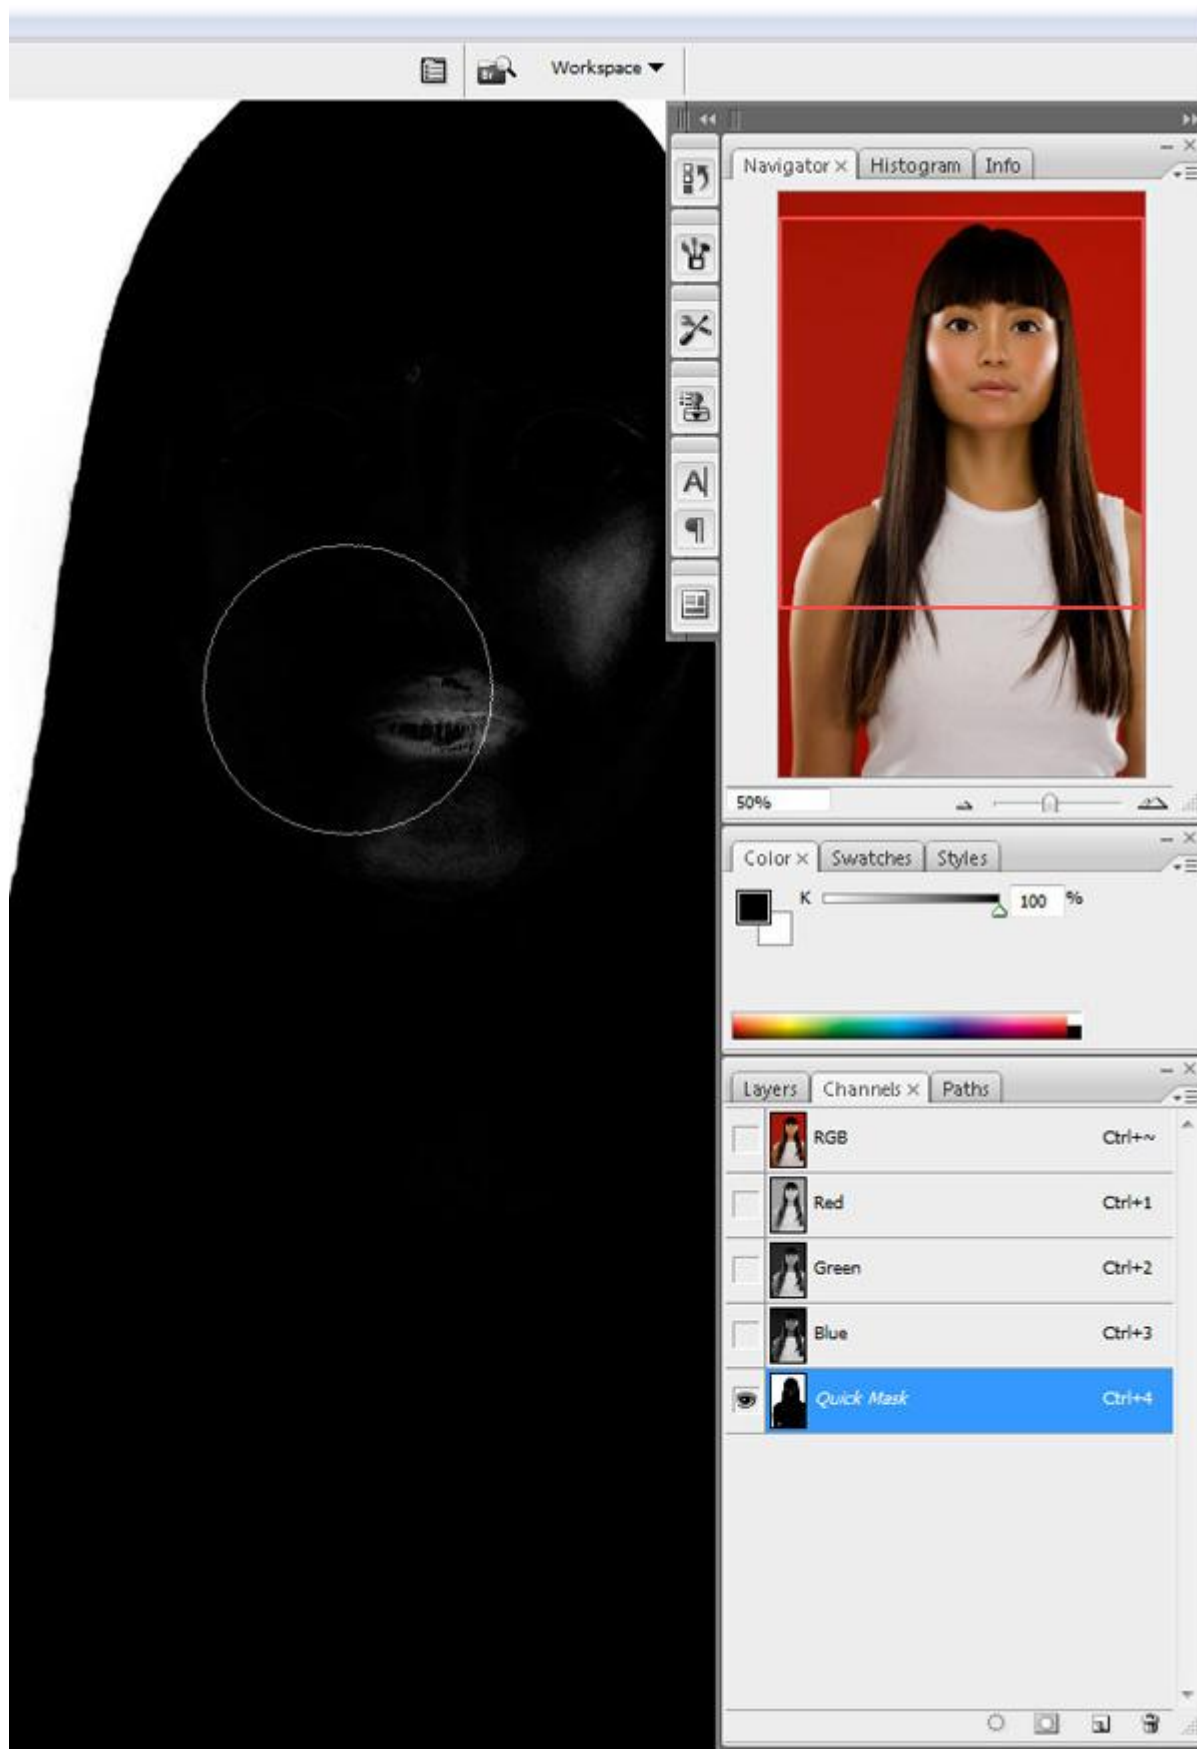 Workspace
Navigator × Histogram Info
50%
Color × Swatches Styles
K 100 %
Layers Channels × Paths
RGB Ctrl+~
Red Ctrl+1
Green Ctrl+2
Blue Ctrl+3
Quick Mask Ctrl+4